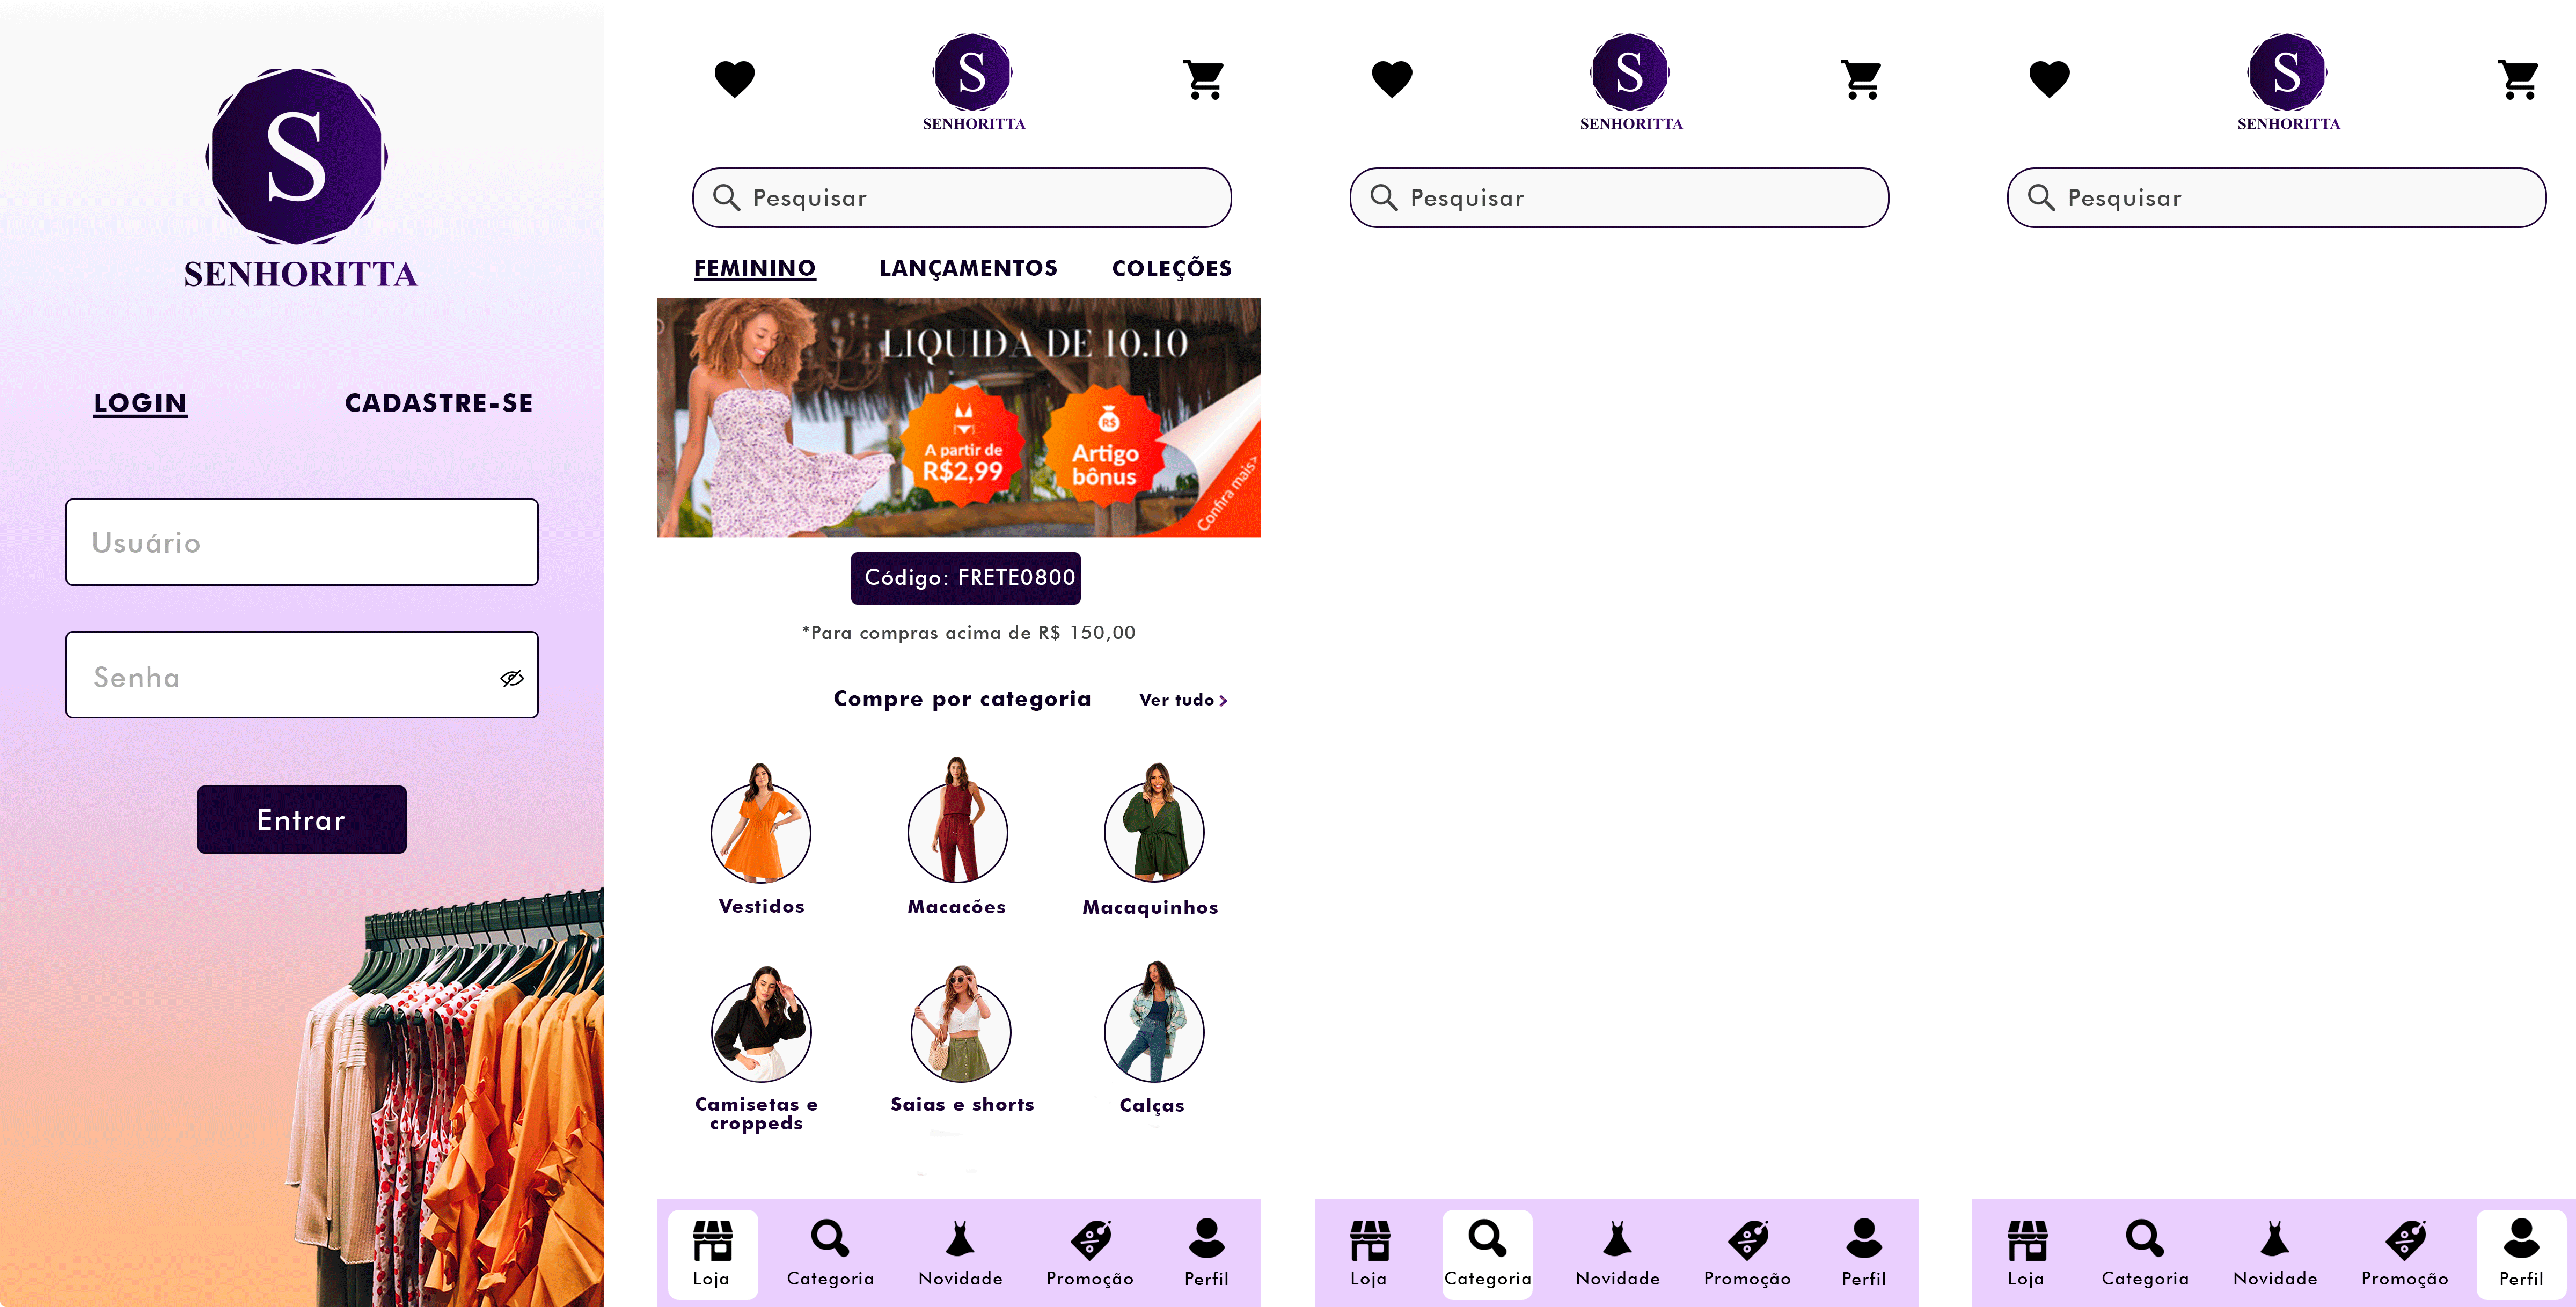 S
SENHORITTA
LOGIN
CADASTRE-SE
Usuário
Senha
Entrar
S
SENHORITTA
Pesquisar
FEMININO
LANÇAMENTOS
COLEÇÕES
LIQUIDA DE 10.10
A partir de
R$2,99
R$
Artigo
bônus
Confira mais>
Código: FRETE0800
*Para compras acima de R$ 150,00
Compre por categoria
Ver tudo >
Vestidos
Macacões
Macaquinhos
Camisetas e
croppeds
Saias e shorts
Calças
Loja
Categoria
Novidade
Promoção
Perfil
S
SENHORITTA
Pesquisar
Loja
Categoria
Novidade
Promoção
Perfil
S
SENHORITTA
Pesquisar
Loja
Categoria
Novidade
Promoção
Perfil